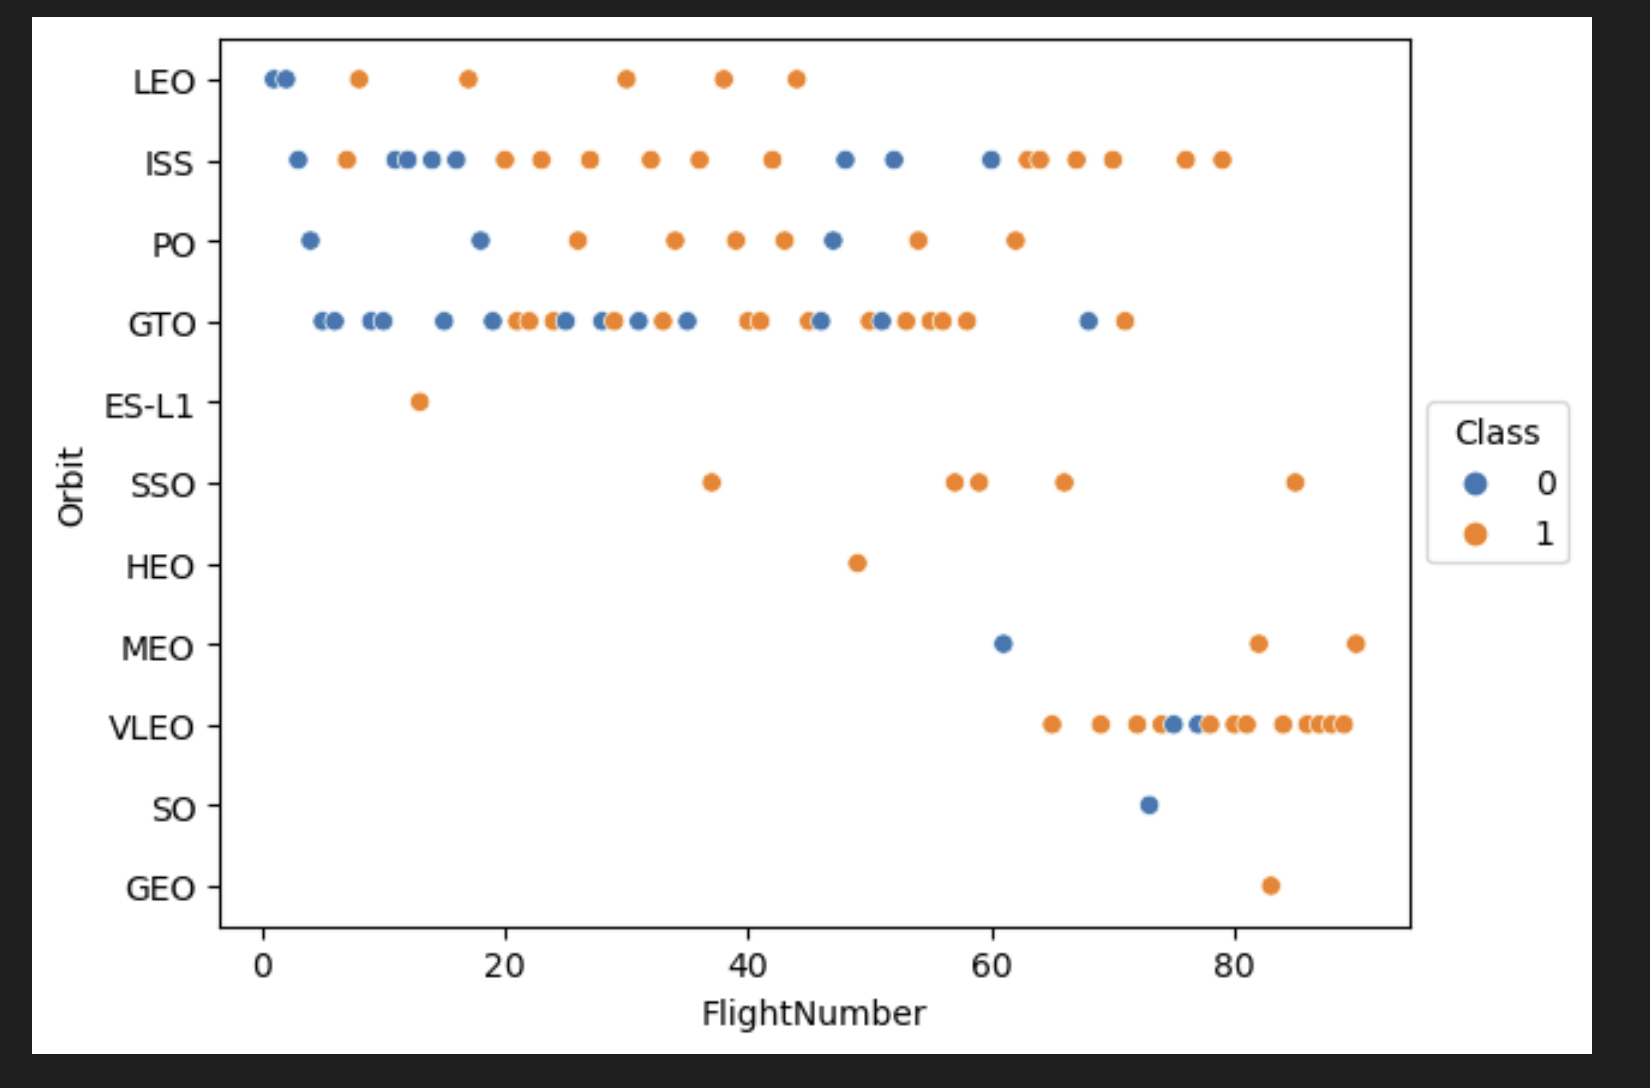 LEO
ISS
PO
GTO
ES-L1
SSO
HEO
MEO
VLEO
SO
GEO
Orbit
0 20 40 60 80
FlightNumber
Class
0
1